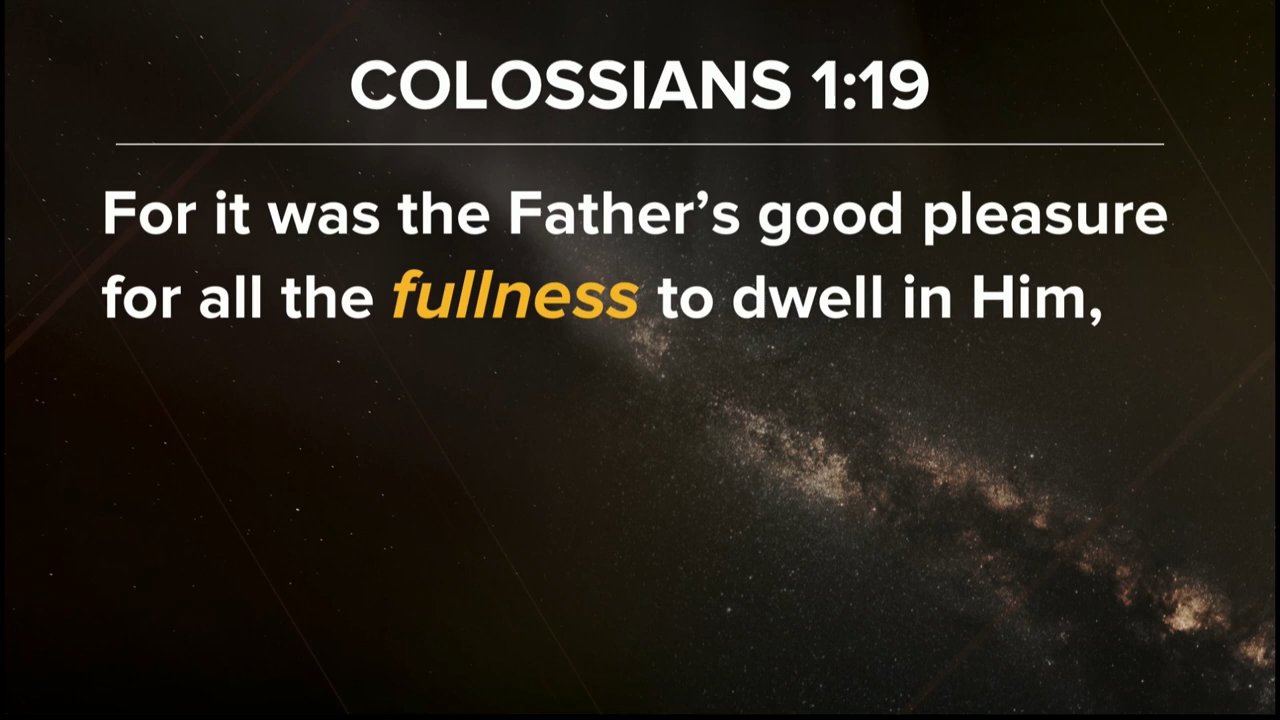 COLOSSIANS 1:19
For it was the Father’s good pleasure
for all the fullness to dwell in Him,